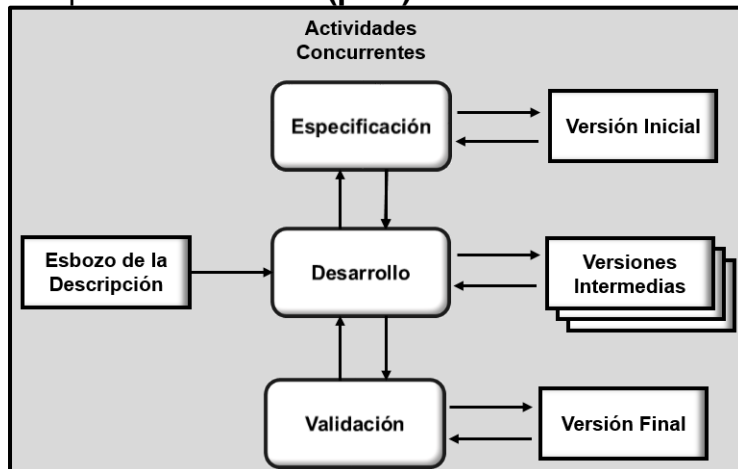 Actividades
Concurrentes
Especificación
Versión Inicial
Esbozo de la
Descripción
Desarrollo
Versiones
Intermedias
Validación
Versión Final